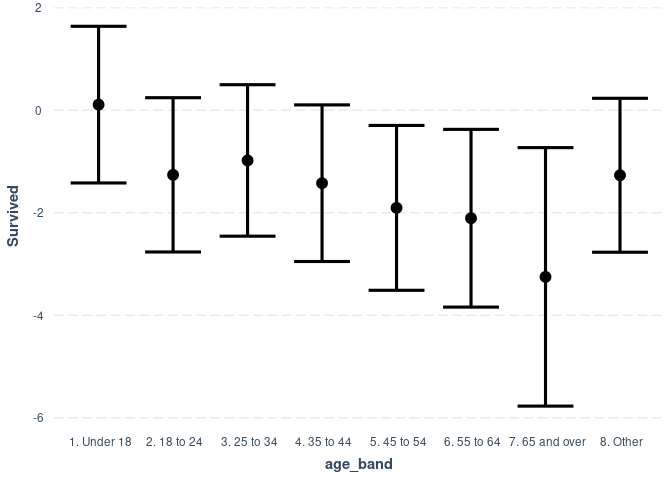 2
0
-2
-4
-6
Survived
1. Under 18
2. 18 to 24
3. 25 to 34
4. 35 to 44
5. 45 to 54
6. 55 to 64
7. 65 and over
8. Other
age_band